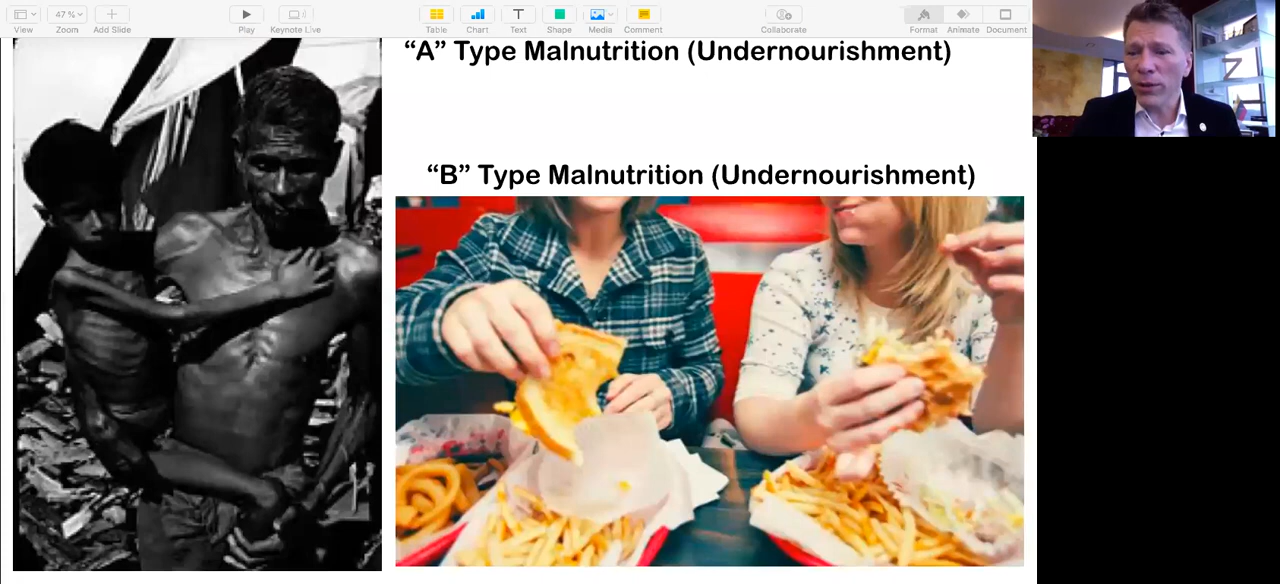 View
47 %
Zoom
Add Slide
Play
Keynote Live
Table
Chart
Text
Shape
Media
Comment
Collaborate
Format
Animate
Document
“A” Type Malnutrition (Undernourishment)
“B” Type Malnutrition (Undernourishment)